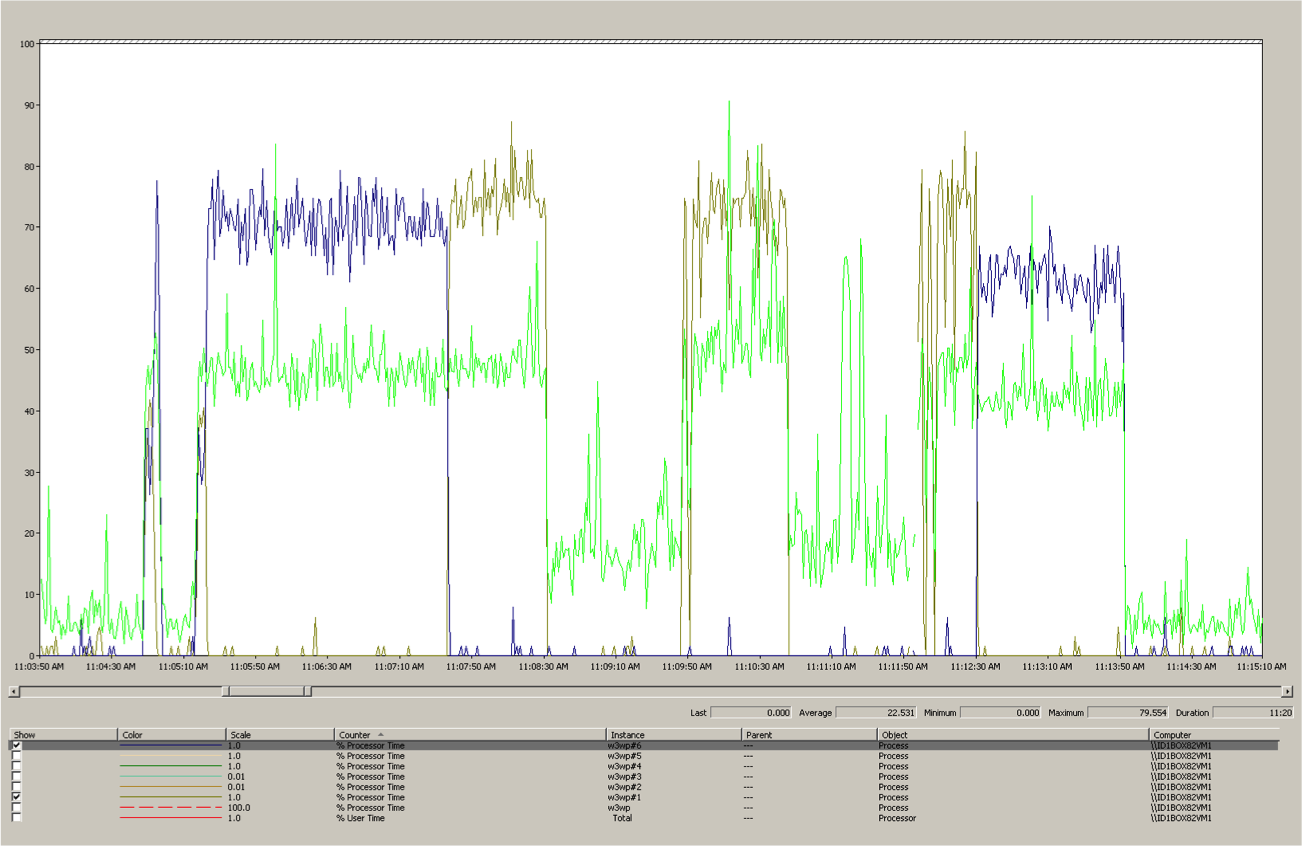 100
90
80
70
60
50
40
30
20
10
0
11:03:50 AM 11:04:30 AM 11:05:10 AM 11:05:50 AM 11:06:30 AM 11:07:10 AM 11:07:50 AM 11:08:30 AM 11:09:10 AM 11:09:50 AM 11:10:30 AM 11:11:10 AM 11:11:50 AM 11:12:30 AM 11:13:10 AM 11:13:50 AM 11:14:30 AM 11:15:10 AM
Last 0.000 Average 22.531 Minimum 0.000 Maximum 79.554 Duration 11:20
Show Color Scale Counter Instance Parent Object Computer
1.0 % Processor Time w3wp#6 --- Process \\ID1BOX82VM1
1.0 % Processor Time w3wp#5 --- Process \\ID1BOX82VM1
1.0 % Processor Time w3wp#4 --- Process \\ID1BOX82VM1
0.01 % Processor Time w3wp#3 --- Process \\ID1BOX82VM1
0.01 % Processor Time w3wp#2 --- Process \\ID1BOX82VM1
1.0 % Processor Time w3wp#1 --- Process \\ID1BOX82VM1
100.0 % Processor Time w3wp --- Process \\ID1BOX82VM1
1.0 % User Time _Total --- Processor \\ID1BOX82VM1